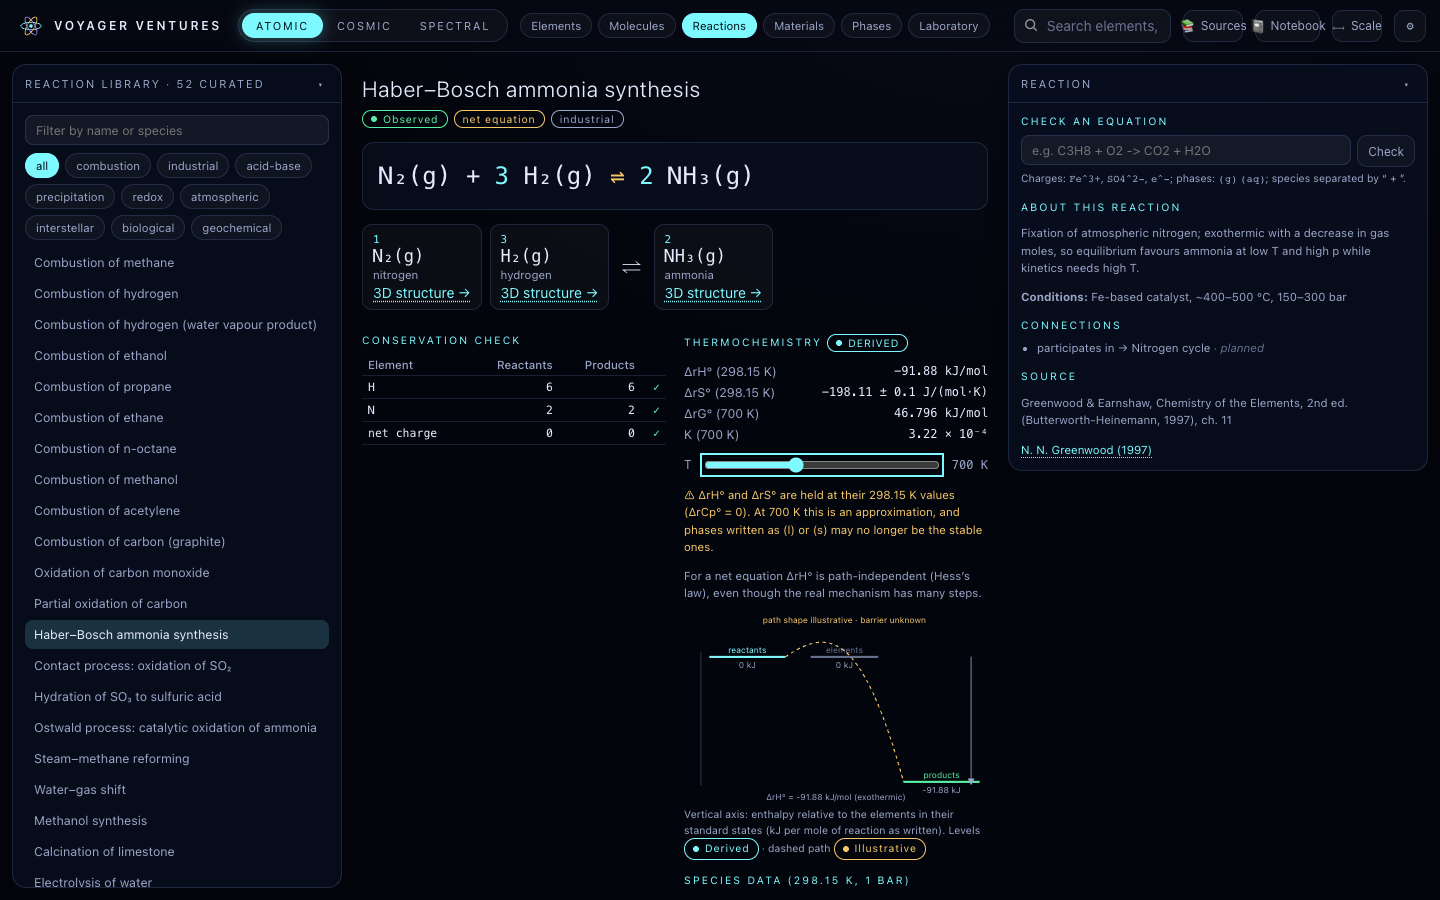 VOYAGER VENTURES
ATOMIC
COSMIC
SPECTRAL
Elements
Molecules
Reactions
Materials
Phases
Laboratory
Search elements,
Sources
Notebook
Scale
REACTION LIBRARY · 52 CURATED
Filter by name or species
all
combustion
industrial
acid-base
precipitation
redox
atmospheric
interstellar
biological
geochemical
Combustion of methane
Combustion of hydrogen
Combustion of hydrogen (water vapour product)
Combustion of ethanol
Combustion of propane
Combustion of ethane
Combustion of n-octane
Combustion of methanol
Combustion of acetylene
Combustion of carbon (graphite)
Oxidation of carbon monoxide
Partial oxidation of carbon
Haber–Bosch ammonia synthesis
Contact process: oxidation of SO₂
Hydration of SO₃ to sulfuric acid
Ostwald process: catalytic oxidation of ammonia
Steam–methane reforming
Water–gas shift
Methanol synthesis
Calcination of limestone
Electrolysis of water
Haber–Bosch ammonia synthesis
Observed
net equation
industrial
N₂(g) + 3 H₂(g) ⇌ 2 NH₃(g)
1
N₂(g)
nitrogen
3D structure →
3
H₂(g)
hydrogen
3D structure →
⇌
2
NH₃(g)
ammonia
3D structure →
CONSERVATION CHECK
Element Reactants Products
H 6 6 ✓
N 2 2 ✓
net charge 0 0 ✓
THERMOCHEMISTRY DERIVED
ΔrH° (298.15 K) −91.88 kJ/mol
ΔrS° (298.15 K) −198.11 ± 0.1 J/(mol·K)
ΔrG° (700 K) 46.796 kJ/mol
K (700 K) 3.22 × 10⁻⁴
T 700 K
⚠ ΔrH° and ΔrS° are held at their 298.15 K values
(ΔrCp° = 0). At 700 K this is an approximation, and
phases written as (l) or (s) may no longer be the stable
ones.
For a net equation ΔrH° is path-independent (Hess's
law), even though the real mechanism has many steps.
path shape illustrative · barrier unknown
reactants
0 kJ
elements
0 kJ
products
-91.88 kJ
ΔrH° = -91.88 kJ/mol (exothermic)
Vertical axis: enthalpy relative to the elements in their
standard states (kJ per mole of reaction as written). Levels
Derived · dashed path Illustrative
SPECIES DATA (298.15 K, 1 BAR)
REACTION
CHECK AN EQUATION
e.g. C3H8 + O2 -> CO2 + H2O
Check
Charges: Fe^3+, SO4^2−, e^−; phases: (g) (aq); species separated by " + ".
ABOUT THIS REACTION
Fixation of atmospheric nitrogen; exothermic with a decrease in gas
moles, so equilibrium favours ammonia at low T and high p while
kinetics needs high T.
Conditions: Fe-based catalyst, ~400–500 °C, 150–300 bar
CONNECTIONS
• participates in → Nitrogen cycle · planned
SOURCE
Greenwood & Earnshaw, Chemistry of the Elements, 2nd ed.
(Butterworth-Heinemann, 1997), ch. 11
N. N. Greenwood (1997)